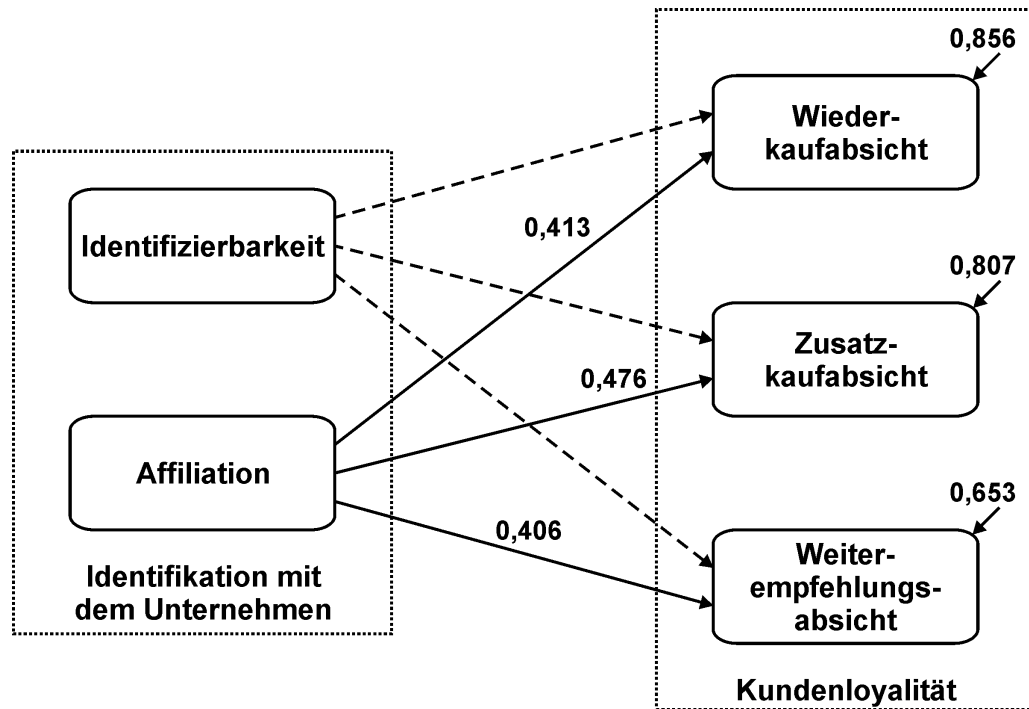 0,856
Wieder-
kaufabsicht
Identifizierbarkeit
0,413
0,807
Zusatz-
kaufabsicht
0,476
Affiliation
0,653
0,406
Weiter-
empfehlungs-
absicht
Identifikation mit
dem Unternehmen
Kundenloyalität